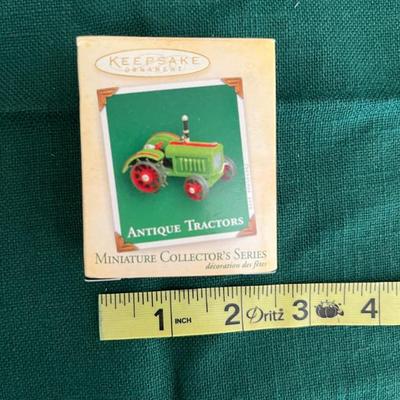 KEEPSAKE
ORNAMENT
ANTIQUE TRACTORS
MINIATURE COLLECTOR'S SERIES
décoration des fêtes
1 INCH 2 Dritz 3 4